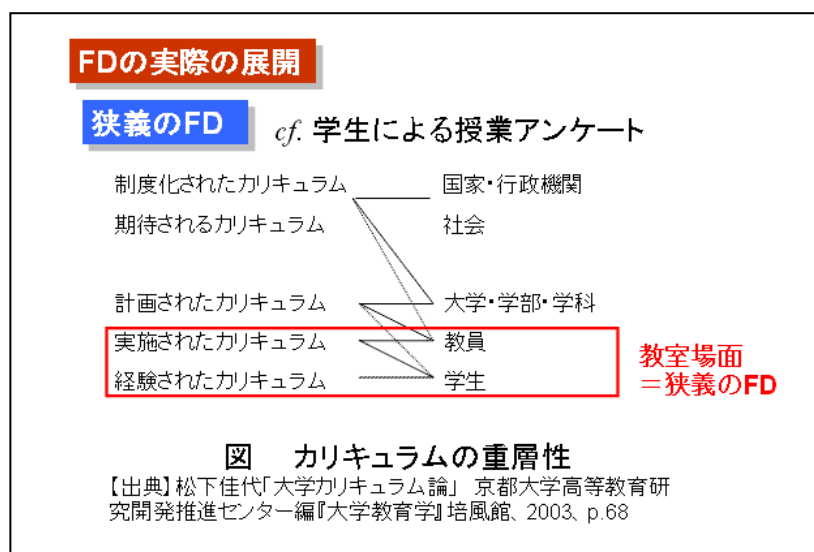 FDの実際の展開
狭義のFD cf. 学生による授業アンケート
制度化されたカリキュラム 国家・行政機関
期待されるカリキュラム 社会
計画されたカリキュラム 大学・学部・学科
実施されたカリキュラム 教員
経験されたカリキュラム 学生
教室場面
＝狭義のFD
図 カリキュラムの重層性
【出典】松下佳代「大学カリキュラム論」 京都大学高等教育研
究開発推進センター編『大学教育学』培風館、2003、p.68